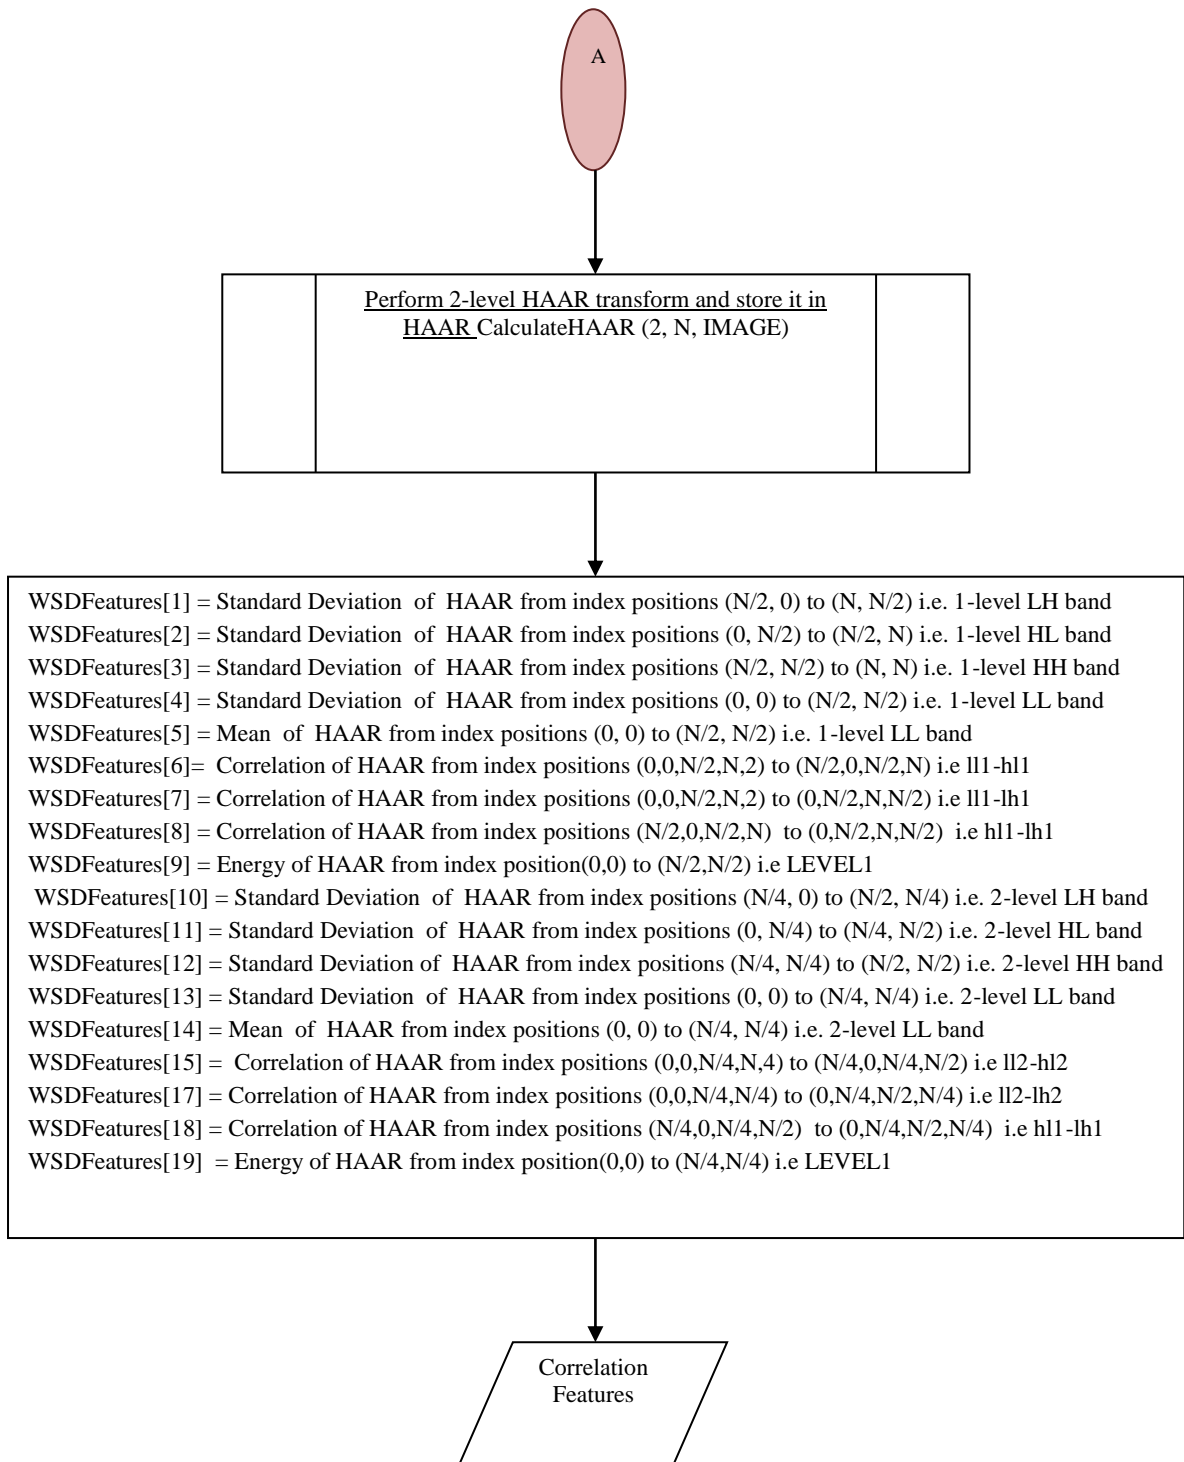 A
Perform 2-level HAAR transform and store it in
HAAR CalculateHAAR (2, N, IMAGE)
WSDFeatures[1] = Standard Deviation of HAAR from index positions (N/2, 0) to (N, N/2) i.e. 1-level LH band
WSDFeatures[2] = Standard Deviation of HAAR from index positions (0, N/2) to (N/2, N) i.e. 1-level HL band
WSDFeatures[3] = Standard Deviation of HAAR from index positions (N/2, N/2) to (N, N) i.e. 1-level HH band
WSDFeatures[4] = Standard Deviation of HAAR from index positions (0, 0) to (N/2, N/2) i.e. 1-level LL band
WSDFeatures[5] = Mean of HAAR from index positions (0, 0) to (N/2, N/2) i.e. 1-level LL band
WSDFeatures[6]= Correlation of HAAR from index positions (0,0,N/2,N,2) to (N/2,0,N/2,N) i.e ll1-hl1
WSDFeatures[7] = Correlation of HAAR from index positions (0,0,N/2,N,2) to (0,N/2,N,N/2) i.e ll1-lh1
WSDFeatures[8] = Correlation of HAAR from index positions (N/2,0,N/2,N) to (0,N/2,N,N/2) i.e hl1-lh1
WSDFeatures[9] = Energy of HAAR from index position(0,0) to (N/2,N/2) i.e LEVEL1
WSDFeatures[10] = Standard Deviation of HAAR from index positions (N/4, 0) to (N/2, N/4) i.e. 2-level LH band
WSDFeatures[11] = Standard Deviation of HAAR from index positions (0, N/4) to (N/4, N/2) i.e. 2-level HL band
WSDFeatures[12] = Standard Deviation of HAAR from index positions (N/4, N/4) to (N/2, N/2) i.e. 2-level HH band
WSDFeatures[13] = Standard Deviation of HAAR from index positions (0, 0) to (N/4, N/4) i.e. 2-level LL band
WSDFeatures[14] = Mean of HAAR from index positions (0, 0) to (N/4, N/4) i.e. 2-level LL band
WSDFeatures[15] = Correlation of HAAR from index positions (0,0,N/4,N,4) to (N/4,0,N/4,N/2) i.e ll2-hl2
WSDFeatures[17] = Correlation of HAAR from index positions (0,0,N/4,N/4) to (0,N/4,N/2,N/4) i.e ll2-lh2
WSDFeatures[18] = Correlation of HAAR from index positions (N/4,0,N/4,N/2) to (0,N/4,N/2,N/4) i.e hl1-lh1
WSDFeatures[19] = Energy of HAAR from index position(0,0) to (N/4,N/4) i.e LEVEL1
Correlation
Features